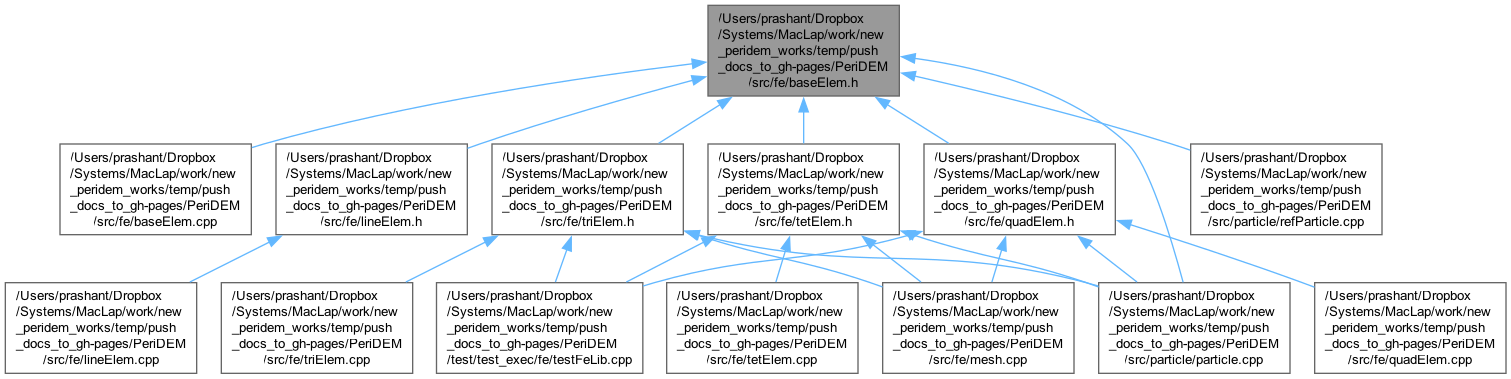 /Users/prashant/Dropbox
/Systems/MacLap/work/new
_peridem_works/temp/push
_docs_to_gh-pages/PeriDEM
/src/fe/baseElem.h
/Users/prashant/Dropbox
/Systems/MacLap/work/new
_peridem_works/temp/push
_docs_to_gh-pages/PeriDEM
/src/fe/baseElem.cpp
/Users/prashant/Dropbox
/Systems/MacLap/work/new
_peridem_works/temp/push
_docs_to_gh-pages/PeriDEM
/src/fe/lineElem.h
/Users/prashant/Dropbox
/Systems/MacLap/work/new
_peridem_works/temp/push
_docs_to_gh-pages/PeriDEM
/src/fe/triElem.h
/Users/prashant/Dropbox
/Systems/MacLap/work/new
_peridem_works/temp/push
_docs_to_gh-pages/PeriDEM
/src/fe/tetElem.h
/Users/prashant/Dropbox
/Systems/MacLap/work/new
_peridem_works/temp/push
_docs_to_gh-pages/PeriDEM
/src/fe/quadElem.h
/Users/prashant/Dropbox
/Systems/MacLap/work/new
_peridem_works/temp/push
_docs_to_gh-pages/PeriDEM
/src/particle/refParticle.cpp
/Users/prashant/Dropbox
/Systems/MacLap/work/new
_peridem_works/temp/push
_docs_to_gh-pages/PeriDEM
/src/fe/lineElem.cpp
/Users/prashant/Dropbox
/Systems/MacLap/work/new
_peridem_works/temp/push
_docs_to_gh-pages/PeriDEM
/src/fe/triElem.cpp
/Users/prashant/Dropbox
/Systems/MacLap/work/new
_peridem_works/temp/push
_docs_to_gh-pages/PeriDEM
/test/test_exec/fe/testFeLib.cpp
/Users/prashant/Dropbox
/Systems/MacLap/work/new
_peridem_works/temp/push
_docs_to_gh-pages/PeriDEM
/src/fe/tetElem.cpp
/Users/prashant/Dropbox
/Systems/MacLap/work/new
_peridem_works/temp/push
_docs_to_gh-pages/PeriDEM
/src/fe/mesh.cpp
/Users/prashant/Dropbox
/Systems/MacLap/work/new
_peridem_works/temp/push
_docs_to_gh-pages/PeriDEM
/src/particle/particle.cpp
/Users/prashant/Dropbox
/Systems/MacLap/work/new
_peridem_works/temp/push
_docs_to_gh-pages/PeriDEM
/src/fe/quadElem.cpp